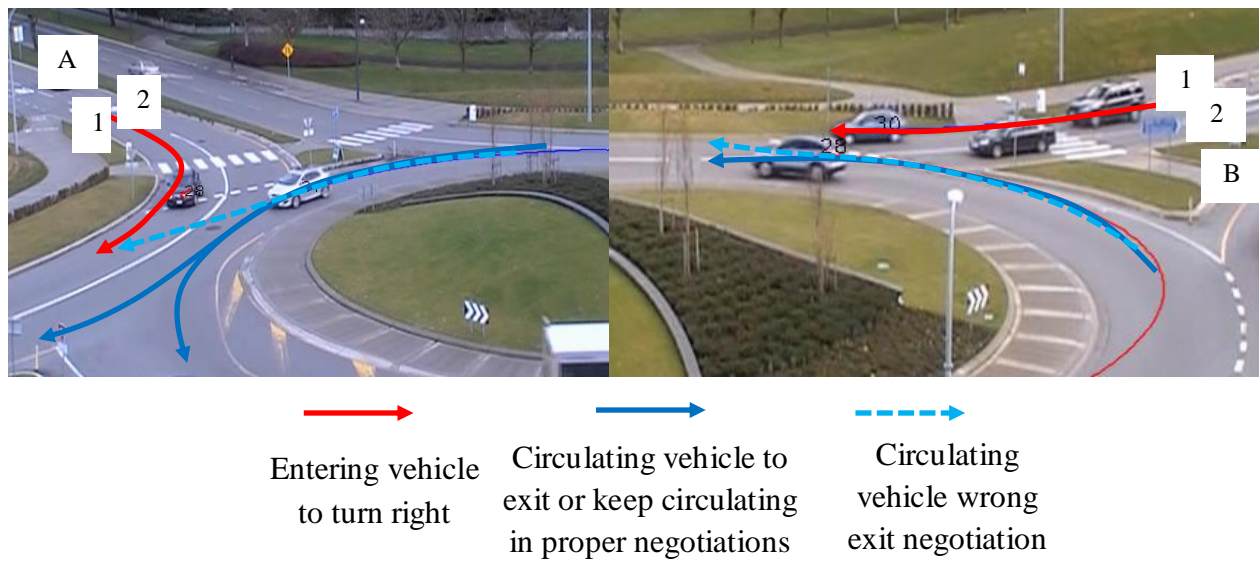 A
1
2
28
1
2
30
28
B
Entering vehicle
to turn right
Circulating vehicle to
exit or keep circulating
in proper negotiations
Circulating
vehicle wrong
exit negotiation